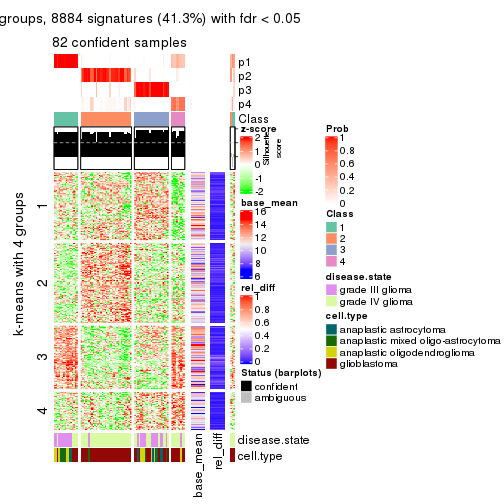 groups, 8884 signatures (41.3%) with fdr < 0.05
82 confident samples
p1
p2
p3
p4
Class
Silhouette
score
k-means with 4 groups
1
2
3
4
base_mean
rel_diff
disease.state
cell.type
z-score
2
1
0
-1
-2
base_mean
16
14
12
10
8
6
rel_diff
1
0.8
0.6
0.4
0.2
0
Status (barplots)
confident
ambiguous
Prob
1
0.8
0.6
0.4
0.2
0
Class
1
2
3
4
disease.state
grade III glioma
grade IV glioma
cell.type
anaplastic astrocytoma
anaplastic mixed oligo-astrocytoma
anaplastic oligodendroglioma
glioblastoma